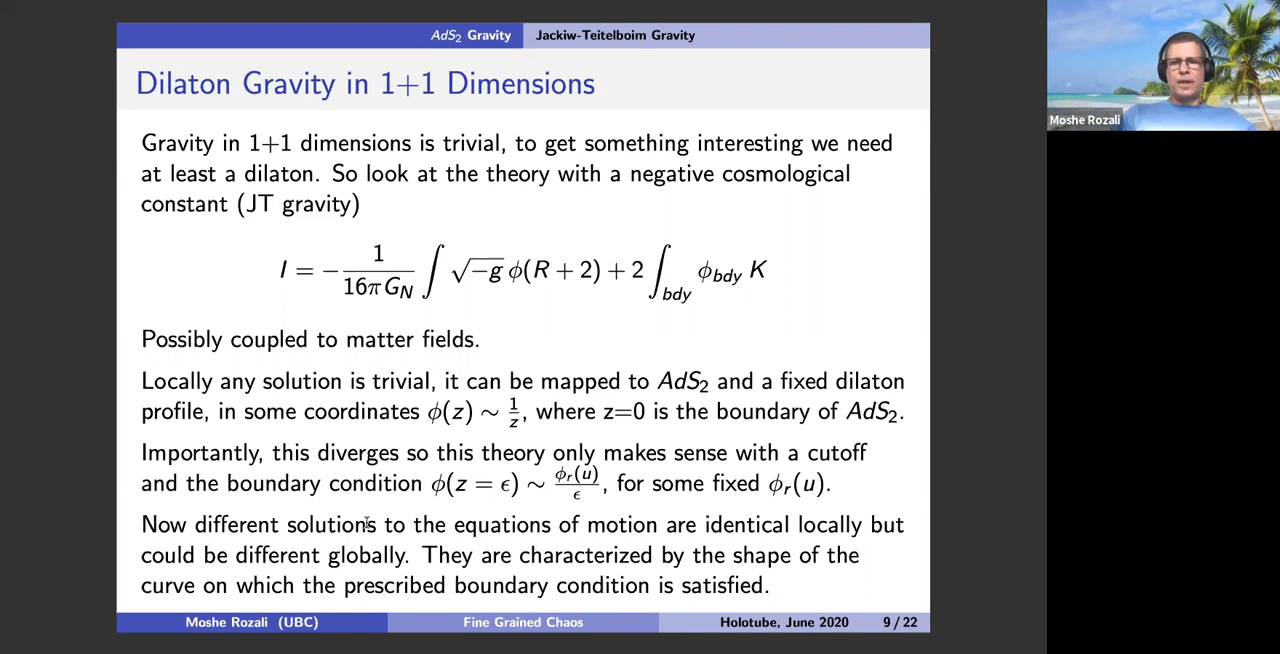 AdS₂ Gravity Jackiw-Teitelboim Gravity
Dilaton Gravity in 1+1 Dimensions
Gravity in 1+1 dimensions is trivial, to get something interesting we need
at least a dilaton. So look at the theory with a negative cosmological
constant (JT gravity)
I = −\frac{1}{16πG_N} ∫ √−g ϕ(R + 2) + 2 ∫_{bdy} ϕ_{bdy} K
Possibly coupled to matter fields.
Locally any solution is trivial, it can be mapped to AdS₂ and a fixed dilaton
profile, in some coordinates ϕ(z) ∼ \frac{1}{z}, where z=0 is the boundary of AdS₂.
Importantly, this diverges so this theory only makes sense with a cutoff
and the boundary condition ϕ(z = ϵ) ∼ \frac{ϕ_r(u)}{ϵ}, for some fixed ϕ_r(u).
Now different solutions to the equations of motion are identical locally but
could be different globally. They are characterized by the shape of the
curve on which the prescribed boundary condition is satisfied.
Moshe Rozali (UBC) Fine Grained Chaos Holotube, June 2020 9 / 22
Moshe Rozali